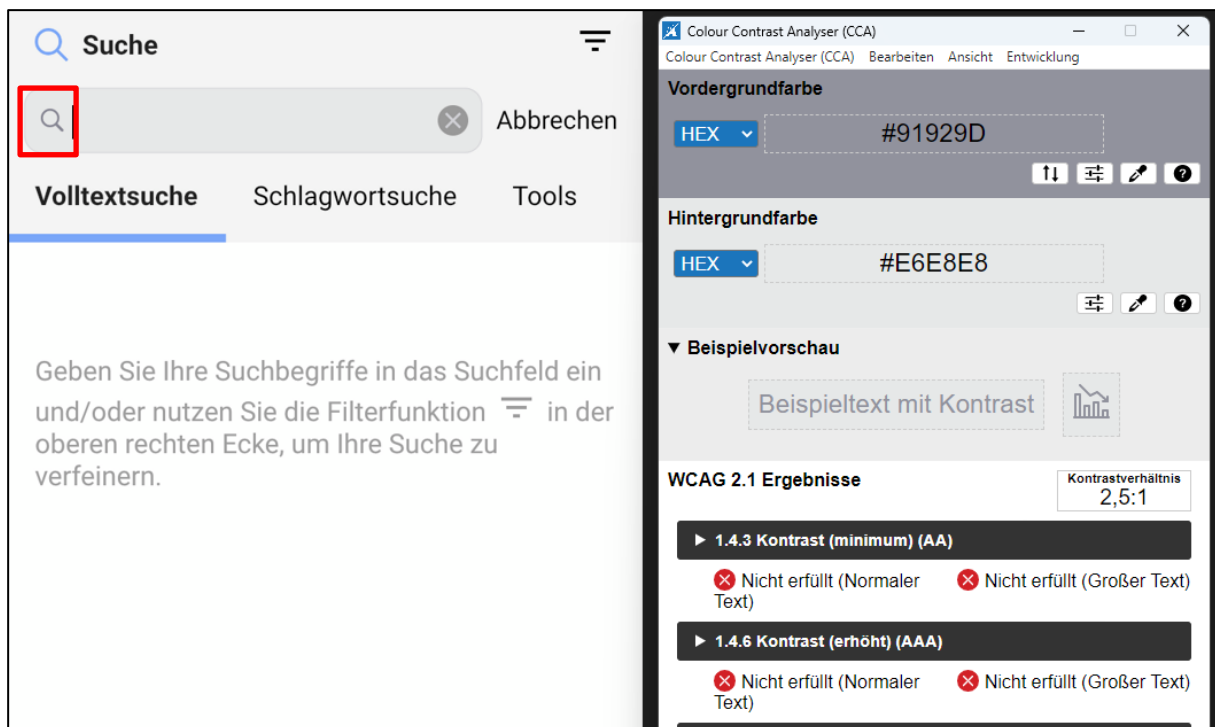 Suche
Abbrechen
Volltextsuche Schlagwortsuche Tools
Geben Sie Ihre Suchbegriffe in das Suchfeld ein
und/oder nutzen Sie die Filterfunktion in der
oberen rechten Ecke, um Ihre Suche zu
verfeinern.
Colour Contrast Analyser (CCA)
Colour Contrast Analyser (CCA) Bearbeiten Ansicht Entwicklung
Vordergrundfarbe
HEX #91929D
Hintergrundfarbe
HEX #E6E8E8
Beispielvorschau
Beispieltext mit Kontrast
WCAG 2.1 Ergebnisse
Kontrastverhältnis
2,5:1
1.4.3 Kontrast (minimum) (AA)
Nicht erfüllt (Normaler
Text)
Nicht erfüllt (Großer Text)
1.4.6 Kontrast (erhöht) (AAA)
Nicht erfüllt (Normaler
Text)
Nicht erfüllt (Großer Text)